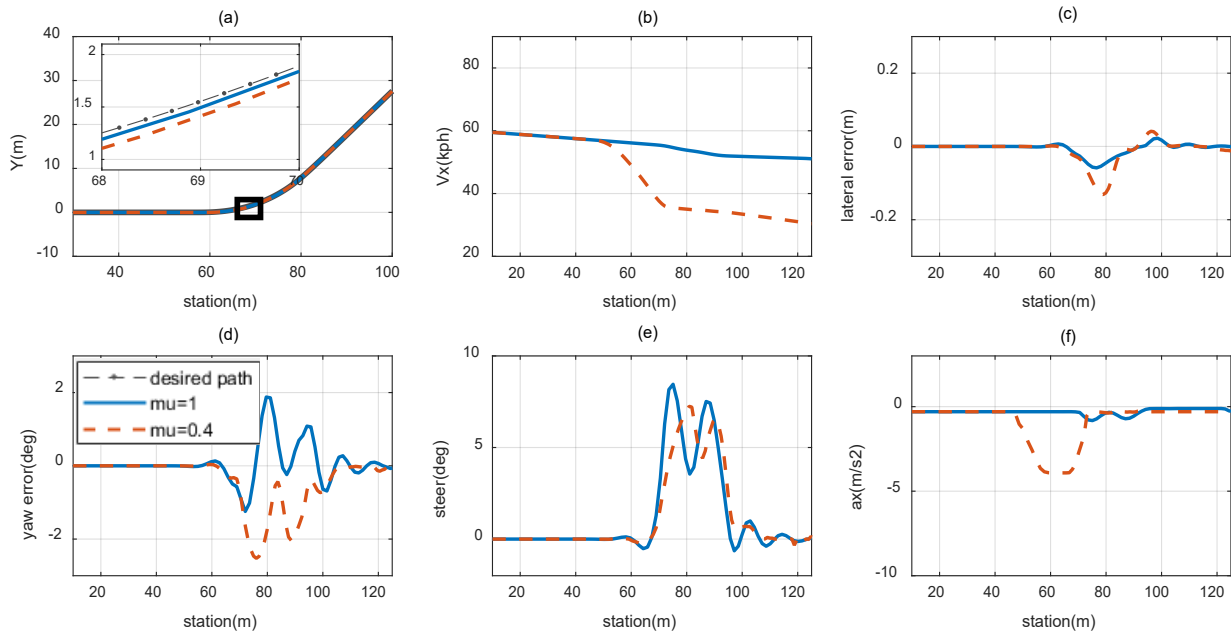 (a)
40
30
20
10
0
-10
Y(m)
2
1.5
1
68
69
70
40
60
80
100
station(m)
(b)
80
60
40
20
Vx(kph)
20
40
60
80
100
120
station(m)
(c)
0.2
0
-0.2
lateral error(m)
20
40
60
80
100
120
station(m)
(d)
2
0
-2
yaw error(deg)
desired path
mu=1
mu=0.4
20
40
60
80
100
120
station(m)
(e)
10
5
0
steer(deg)
20
40
60
80
100
120
station(m)
(f)
0
-5
-10
ax(m/s2)
20
40
60
80
100
120
station(m)